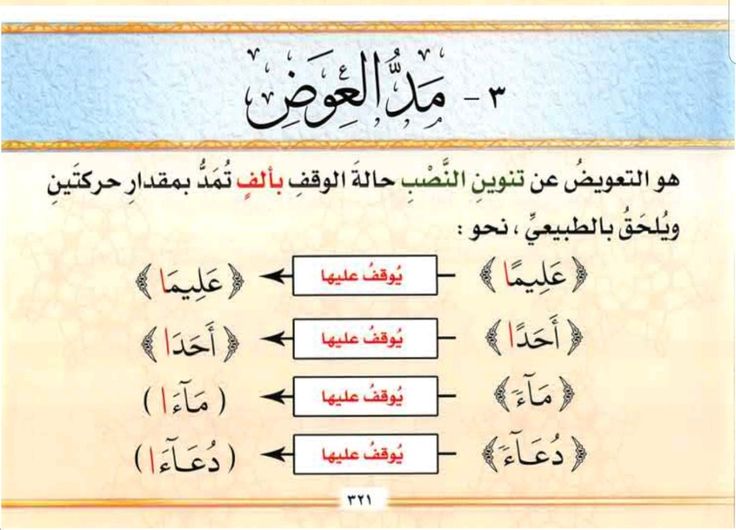 ٣ - مَدُّ الْعِوَضِ
هو التعويضُ عن تنوينِ النَّصْبِ حالةَ الوقفِ بألفٍ تُمَدُّ بمقدارِ حركتَينِ
ويُلحَقُ بالطبيعيِّ ، نحو :
﴿عَلِيمًا﴾ يُوقفُ عليها ﴿عَلِيمَا﴾
﴿أَحَدًا﴾ يُوقفُ عليها ﴿أَحَدَا﴾
﴿مَآءً﴾ يُوقفُ عليها (مَآءَا)
﴿دُعَآءً﴾ يُوقفُ عليها (دُعَآءَا)
٣٢١